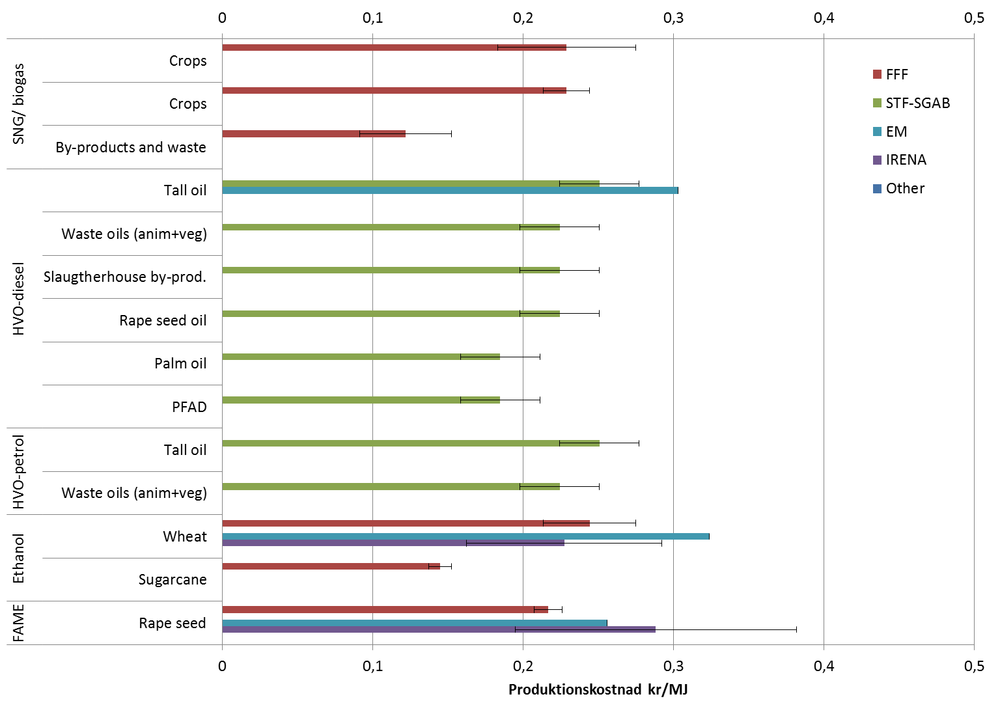 0 0,1 0,2 0,3 0,4 0,5
SNG/ biogas
Crops
Crops
By-products and waste
HVO-diesel
Tall oil
Waste oils (anim+veg)
Slaugtherhouse by-prod.
Rape seed oil
Palm oil
PFAD
HVO-petrol
Tall oil
Waste oils (anim+veg)
Ethanol
Wheat
Sugarcane
FAME
Rape seed
FFF
STF-SGAB
EM
IRENA
Other
0 0,1 0,2 0,3 0,4 0,5
Produktionskostnad kr/MJ